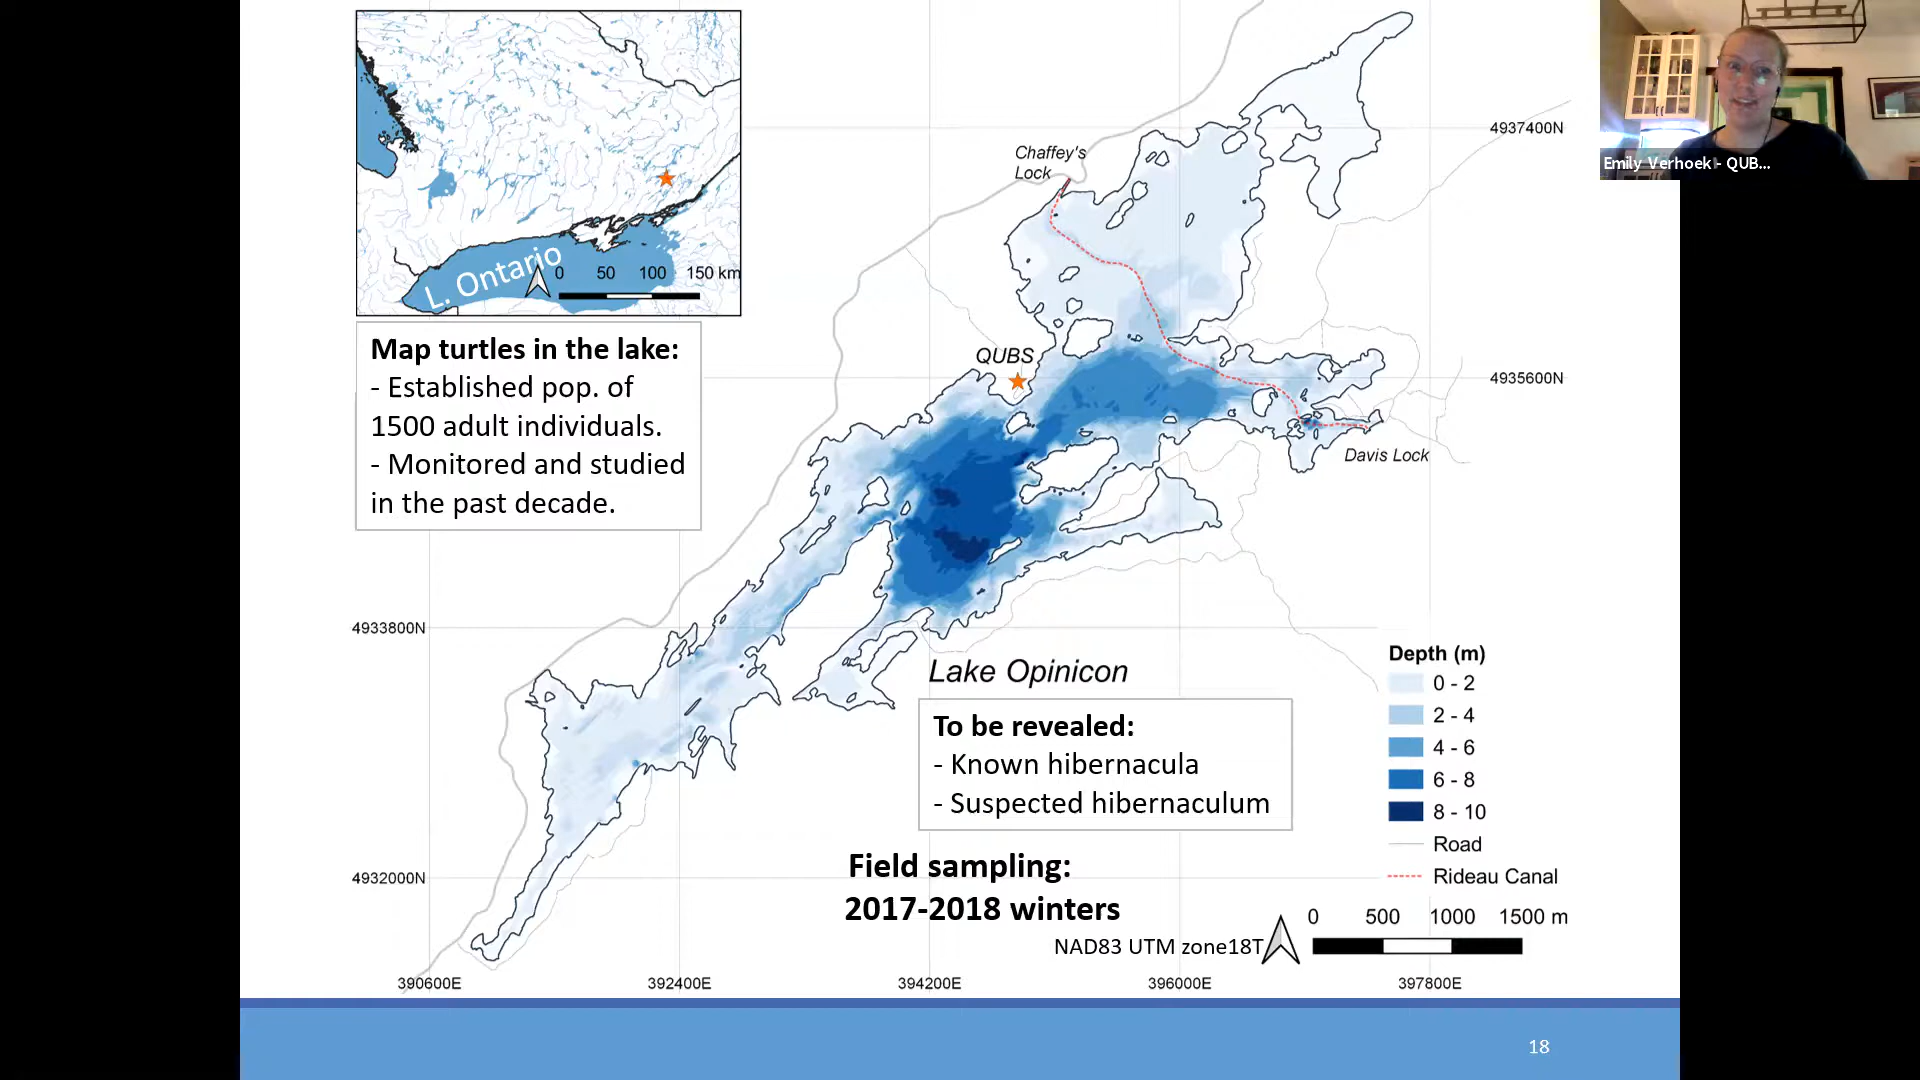 L. Ontario
0 50 100 150 km
Map turtles in the lake:
- Established pop. of
1500 adult individuals.
- Monitored and studied
in the past decade.
Chaffey's
Lock
QUBS
Davis Lock
Lake Opinicon
To be revealed:
- Known hibernacula
- Suspected hibernaculum
Field sampling:
2017-2018 winters
NAD83 UTM zone18T
4937400N
4935600N
4933800N
4932000N
390600E 392400E 394200E 396000E 397800E
Depth (m)
0 - 2
2 - 4
4 - 6
6 - 8
8 - 10
Road
Rideau Canal
0 500 1000 1500 m
18
Emily Verhoek - QUB...